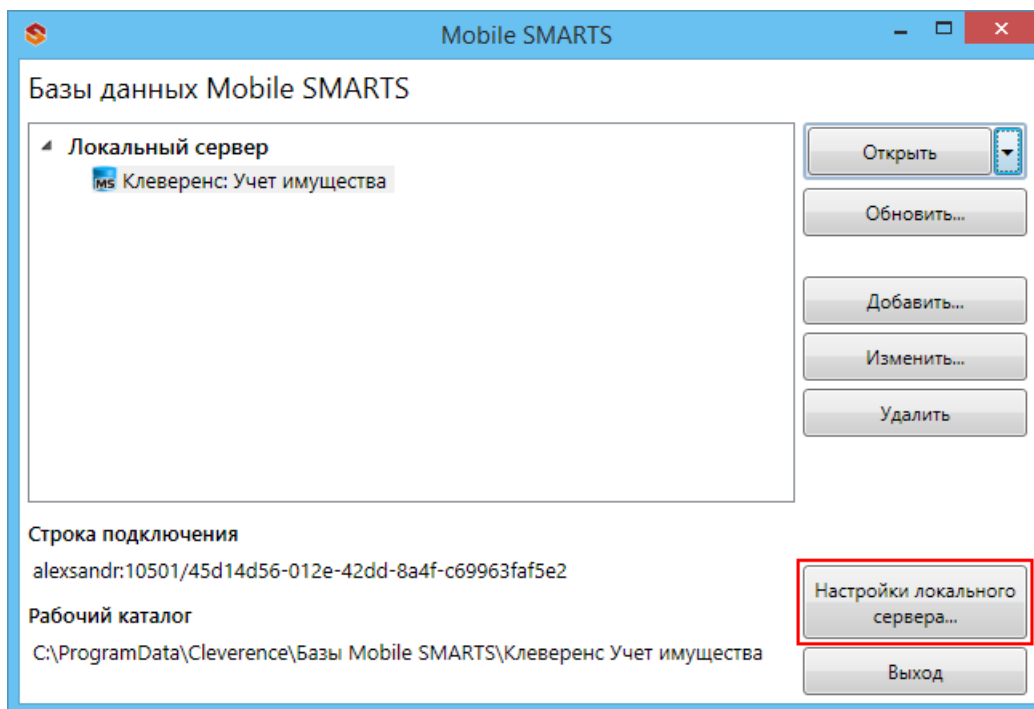 Mobile SMARTS
Базы данных Mobile SMARTS
Локальный сервер
MS Клеверенс: Учет имущества
Открыть
Обновить...
Добавить...
Изменить...
Удалить
Строка подключения
alexsandr:10501/45d14d56-012e-42dd-8a4f-c69963faf5e2
Рабочий каталог
C:\ProgramData\Cleverence\Базы Mobile SMARTS\Клеверенс Учет имущества
Настройки локального
сервера...
Выход